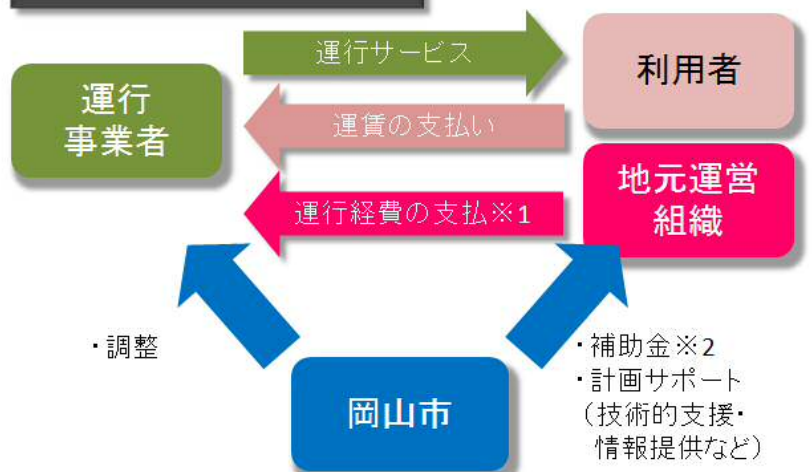 運行サービス
利用者
運行
事業者
運賃の支払い
地元運営
組織
運行経費の支払※1
・調整
・補助金※2
・計画サポート
（技術的支援・
情報提供など）
岡山市